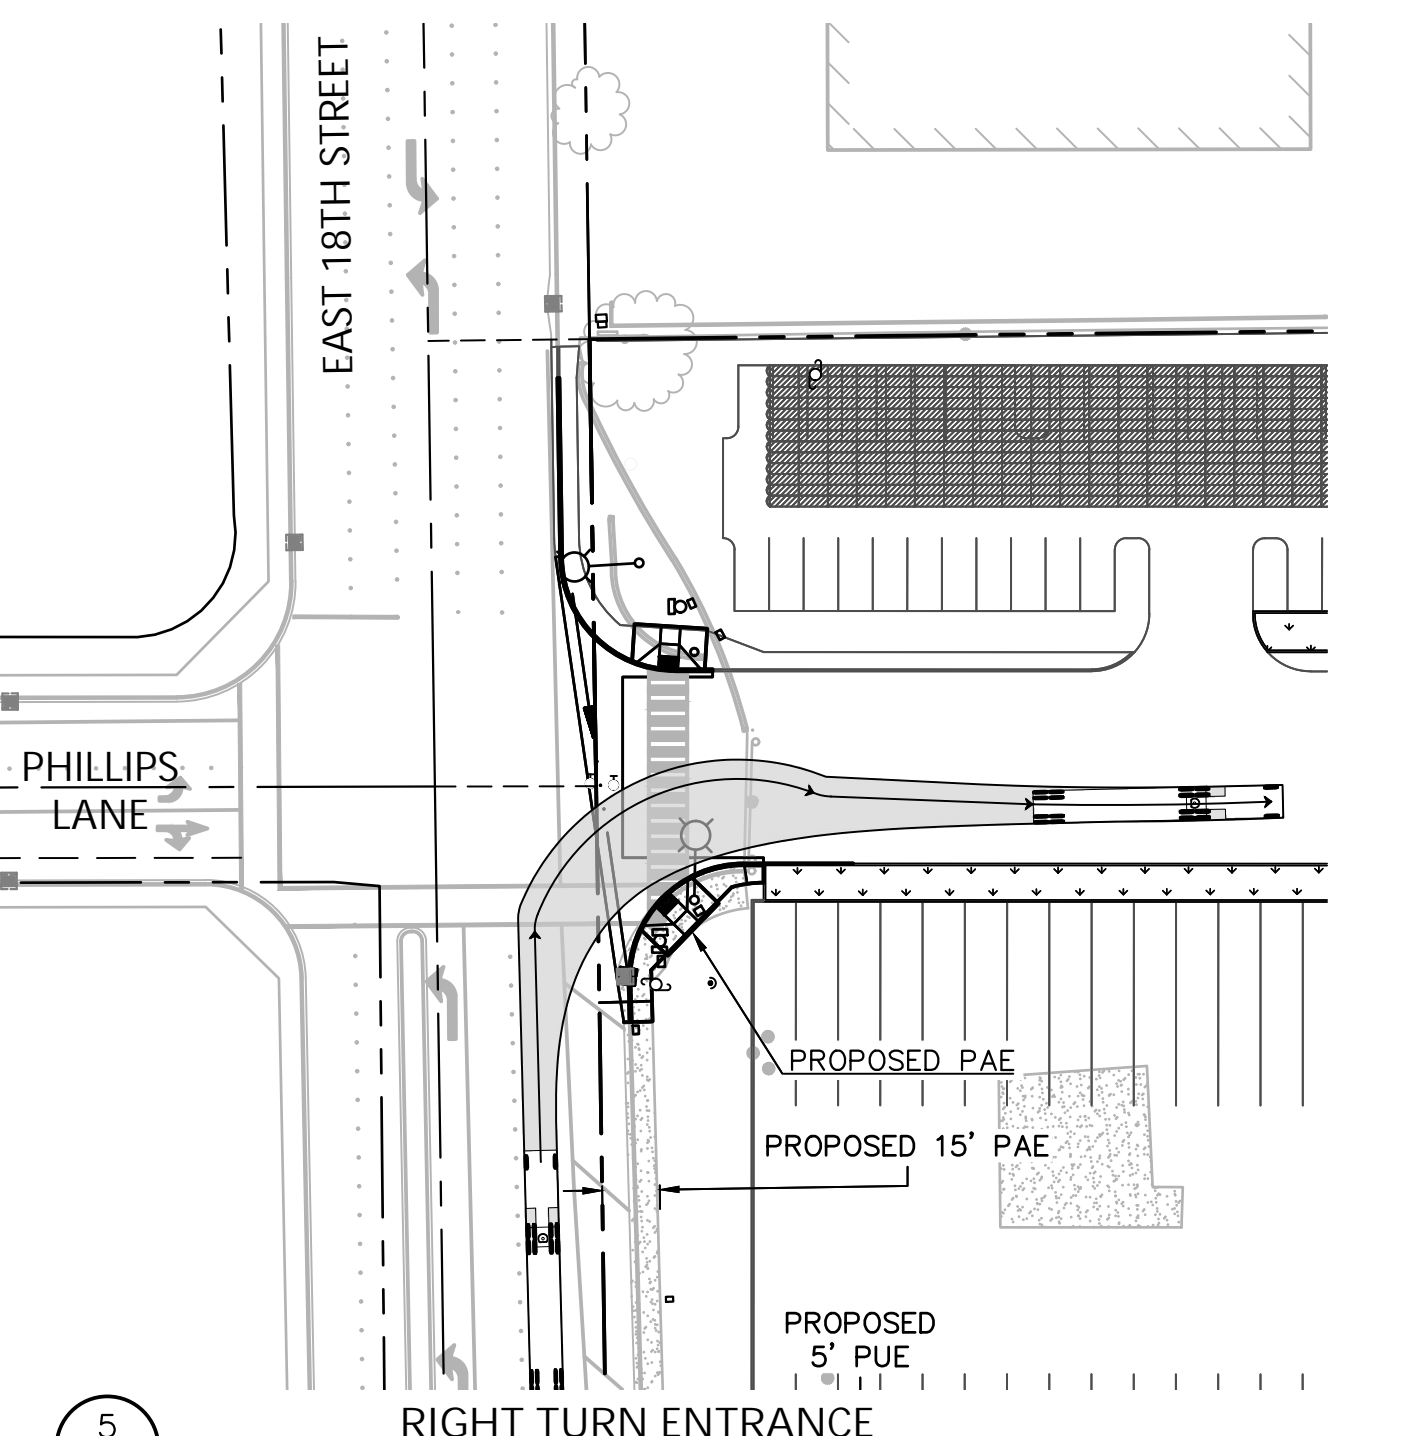 EAST 18TH STREET
PHILLIPS
LANE
PROPOSED PAE
PROPOSED 15' PAE
PROPOSED
5' PUE
5
RIGHT TURN ENTRANCE